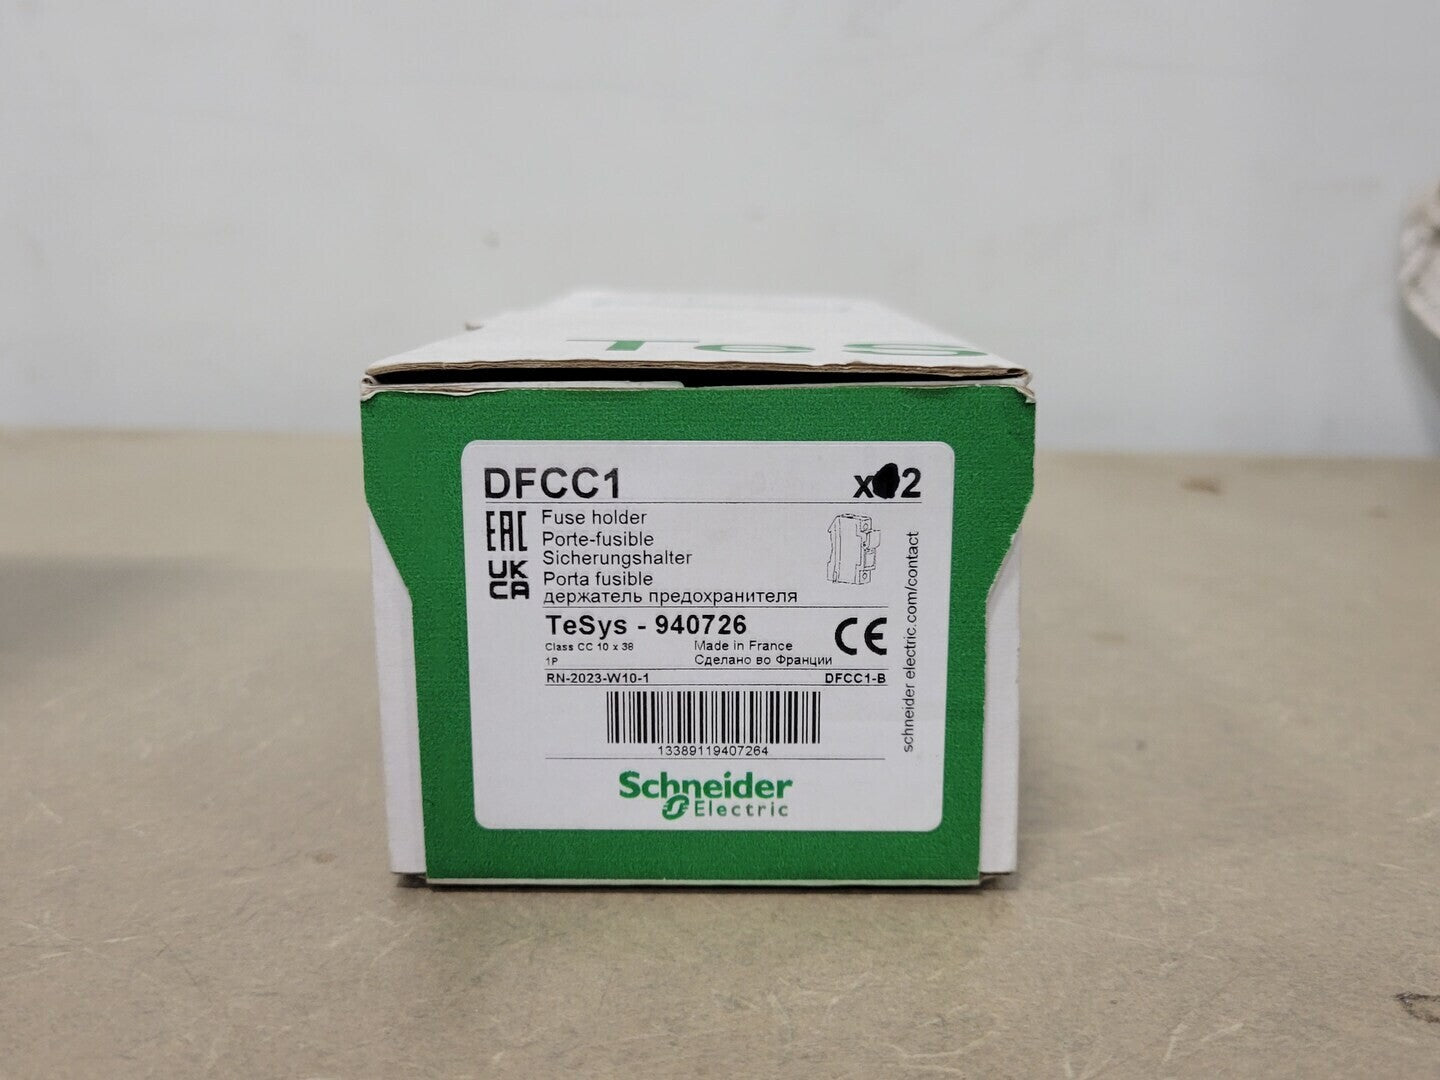 TeS
DFCC1 x 2
EAC
UK
CA
Fuse holder
Porte-fusible
Sicherungshalter
Porta fusible
держатель предохранителя
TeSys - 940726
CE
Class CC 10 x 38 Made in France
1P Сделано во Франции
RN-2023-W10-1 DFCC1-B
13389119407264
Schneider
Electric
schneider electric.com/contact